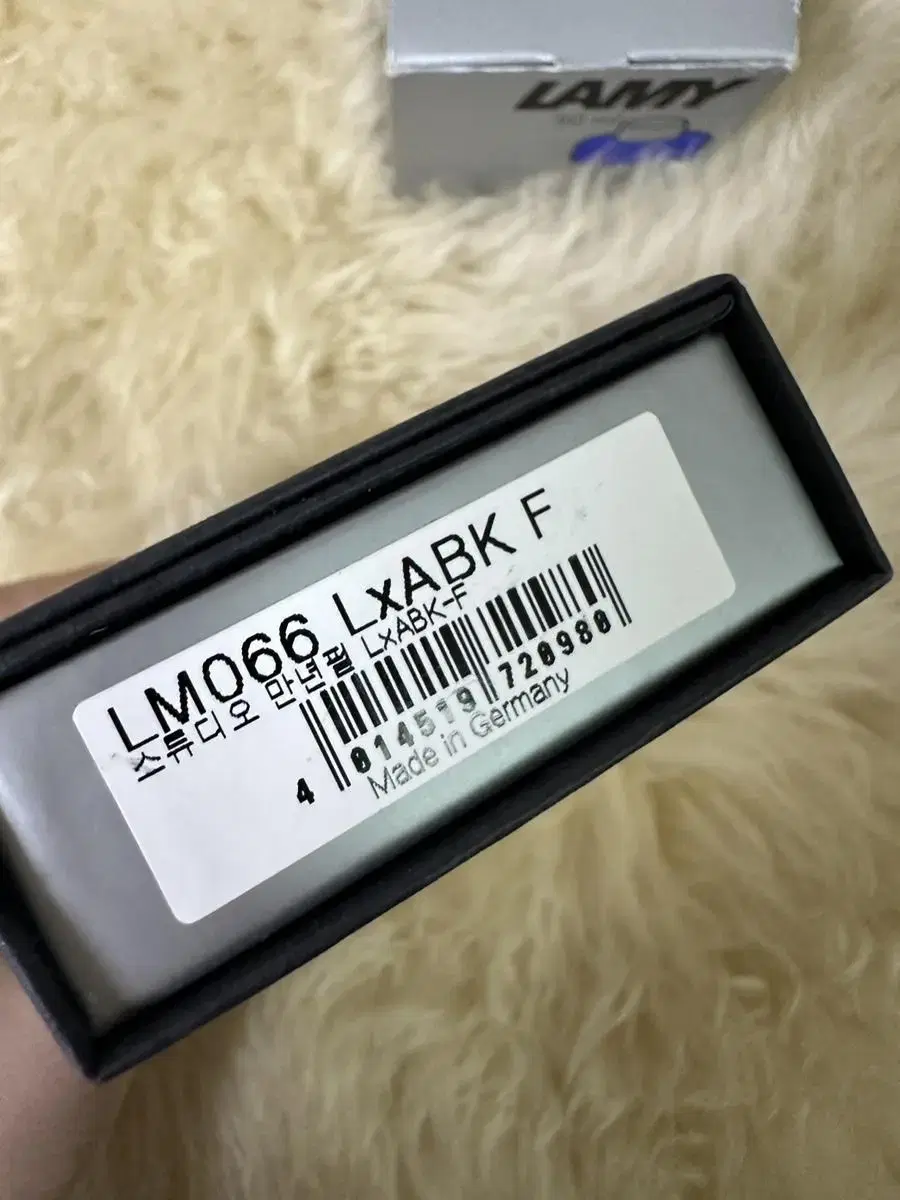 LAMY
LM066 LxABK F
스튜디오 만년필 LxABK-F
4 014519 720980
Made in Germany